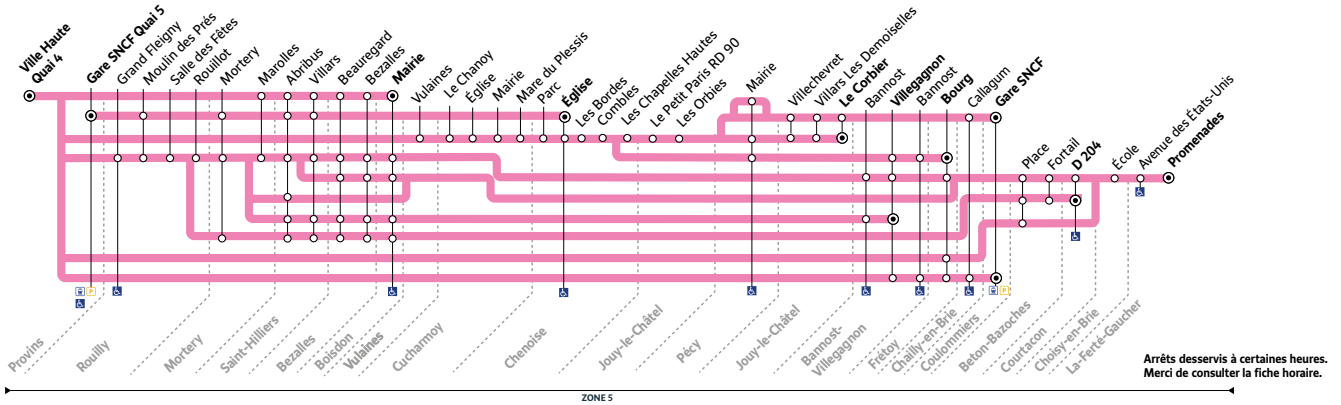 Ville Haute
Quai 4
Gare SNCF Quai 5
Grand Fleigny
Moulin des Prés
Salle des Fêtes
Rouillot
Mortery
Marolles
Abribus
Villars
Beauregard
Bezalles
Mairie
Vulaines
Le Chanoy
Église
Mairie
Mare du Plessis
Parc
Église
Les Bordes
Combles
Les Chapelles Hautes
Le Petit Paris RD 90
Les Orbies
Mairie
Villechevret
Villars Les Demoiselles
Le Corbier
Bannost
Villegagnon
Bannost
Bourg
Callagum
Gare SNCF
Place
Fortail
D 204
École
Avenue des États-Unis
Promenades
P
P
Provins
Rouilly
Mortery
Saint-Hilliers
Bezalles
Boisdon
Vulaines
Cucharmoy
Chenoise
Jouy-le-Châtel
Pécy
Jouy-le-Châtel
Bannost-
Villegagnon
Frétoy
Chailly-en-Brie
Coulommiers
Beton-Bazoches
Courtacon
Choisy-en-Brie
La-Ferté-Gaucher
Arrêts desservis à certaines heures.
Merci de consulter la fiche horaire.
ZONE 5